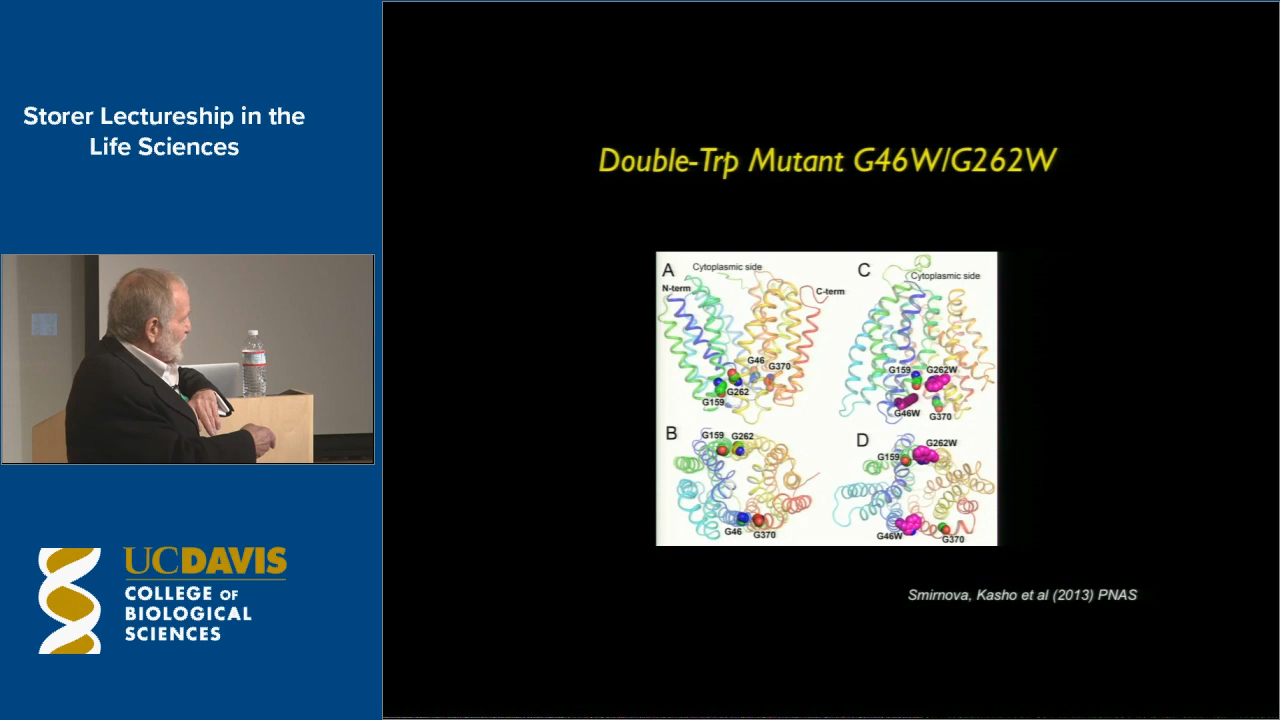 Storer Lectureship in the
Life Sciences
UCDAVIS
COLLEGE OF
BIOLOGICAL
SCIENCES
Double-Trp Mutant G46W/G262W
A
Cytoplasmic side
N-term
C-term
G46
G370
G262
G159
B
G159
G262
G46
G370
C
Cytoplasmic side
G159
G262W
G46W
G370
D
G262W
G159
G46W
G370
Smirnova, Kasho et al (2013) PNAS